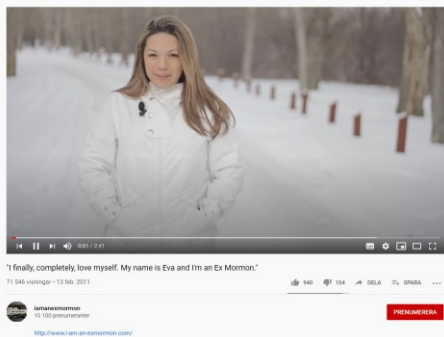 0:01 / 2:41
"I finally, completely, love myself. My name is Eva and I'm an Ex Mormon."
71 546 visningar • 13 feb. 2011
940
104
DELA
SPARA
iamanexmormon
10 100 prenumeranter
PRENUMERERA
http://www.i-am-an-exmormon.com/